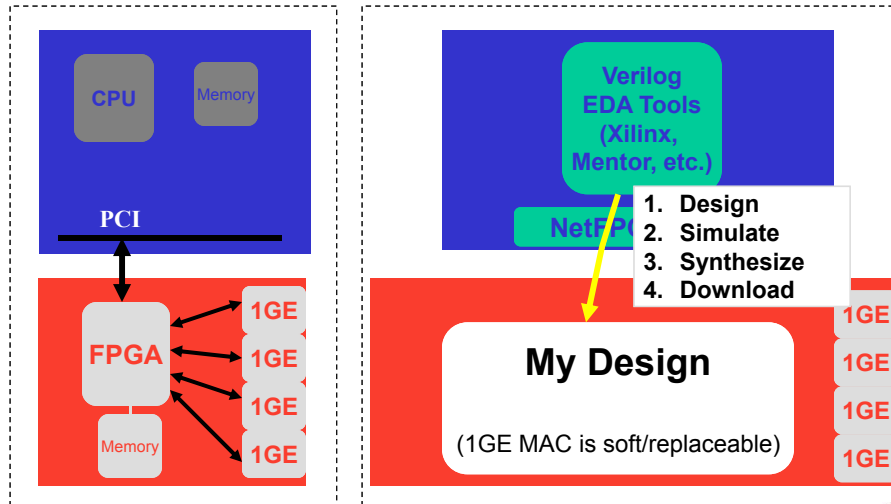 CPU
Memory
PCI
FPGA
Memory
1GE
1GE
1GE
1GE
Verilog
EDA Tools
(Xilinx,
Mentor, etc.)
1. Design
2. Simulate
3. Synthesize
4. Download
My Design
(1GE MAC is soft/replaceable)
1GE
1GE
1GE
1GE